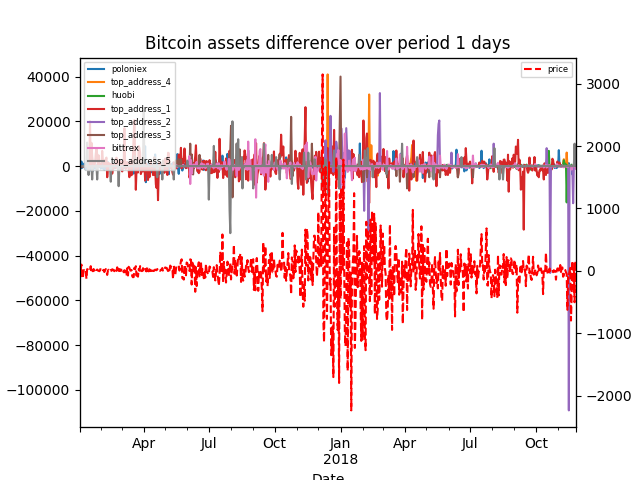 Bitcoin assets difference over period 1 days
poloniex
top_address_4
huobi
top_address_1
top_address_2
top_address_3
bittrex
price
40000
20000
0
−20000
−40000
−60000
−80000
−100000
3000
2000
1000
0
−1000
−2000
Apr
Jul
Oct
Jan
2018
Apr
Jul
Oct
Date